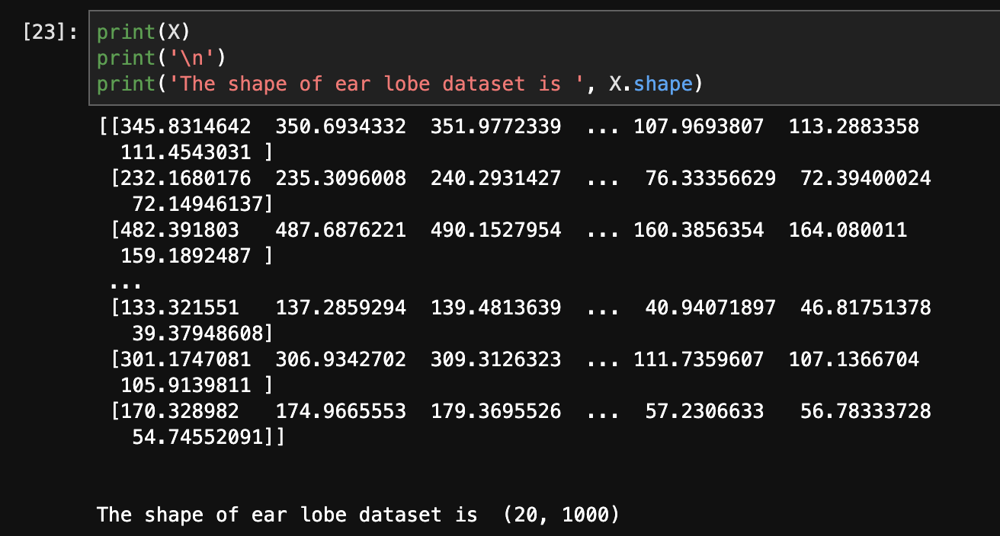 [23]: print(X)
print('\n')
print('The shape of ear lobe dataset is ', X.shape)
[[345.8314642  350.6934332  351.9772339  ... 107.9693807  113.2883358
  111.4543031 ]
 [232.1680176  235.3096008  240.2931427  ...  76.33356629  72.39400024
   72.14946137]
 [482.391803   487.6876221  490.1527954  ... 160.3856354  164.080011
  159.1892487 ]
 ...
 [133.321551   137.2859294  139.4813639  ...  40.94071897  46.81751378
   39.37948608]
 [301.1747081  306.9342702  309.3126323  ... 111.7359607  107.1366704
  105.9139811 ]
 [170.328982   174.9665553  179.3695526  ...  57.2306633   56.78333728
   54.74552091]]
The shape of ear lobe dataset is  (20, 1000)